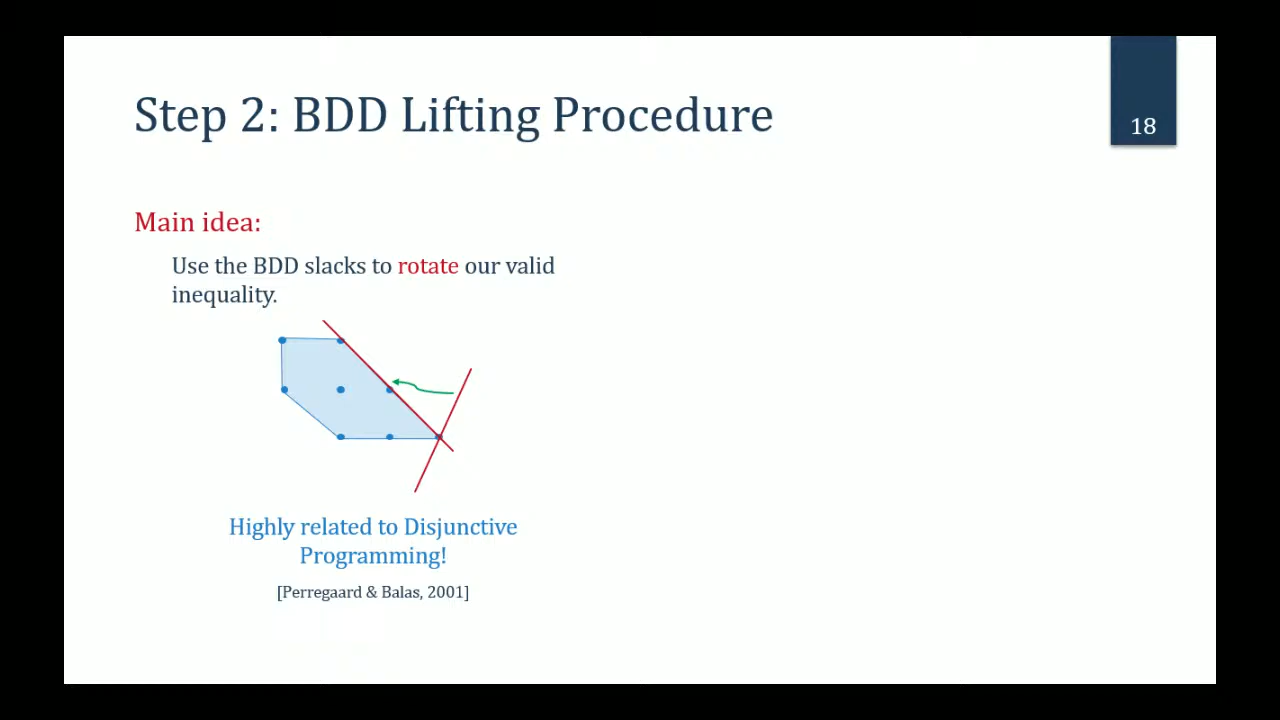 Step 2: BDD Lifting Procedure
18
Main idea:
Use the BDD slacks to rotate our valid
inequality.
Highly related to Disjunctive
Programming!
[Perregaard & Balas, 2001]